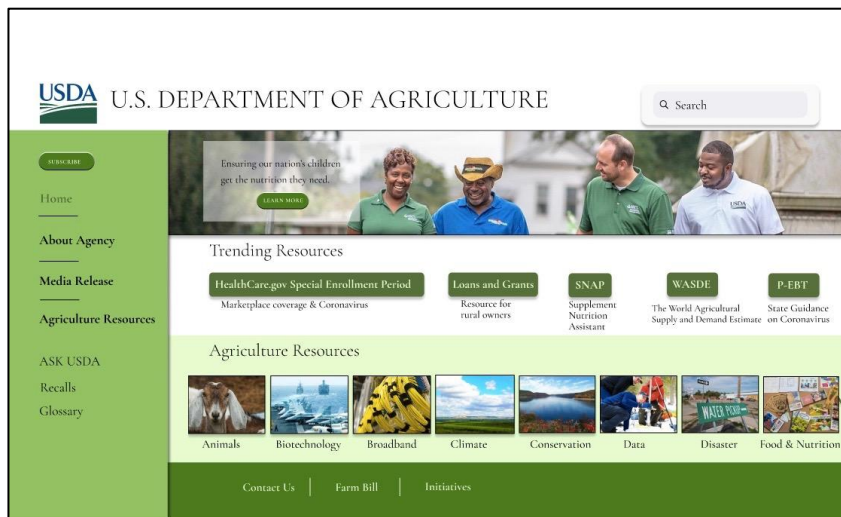 USDA
U.S. DEPARTMENT OF AGRICULTURE
Search
SUBSCRIBE
Home
About Agency
Media Release
Agriculture Resources
ASK USDA
Recalls
Glossary
Ensuring our nation's children
get the nutrition they need.
LEARN MORE
USDA
Trending Resources
HealthCare.gov Special Enrollment Period
Marketplace coverage & Coronavirus
Loans and Grants
Resource for
rural owners
SNAP
Supplement
Nutrition
Assistant
WASDE
The World Agricultural
Supply and Demand Estimate
P-EBT
State Guidance
on Coronavirus
Agriculture Resources
WATER PICKUP
Animals
Biotechnology
Broadband
Climate
Conservation
Data
Disaster
Food & Nutrition
Contact Us
Farm Bill
Initiatives